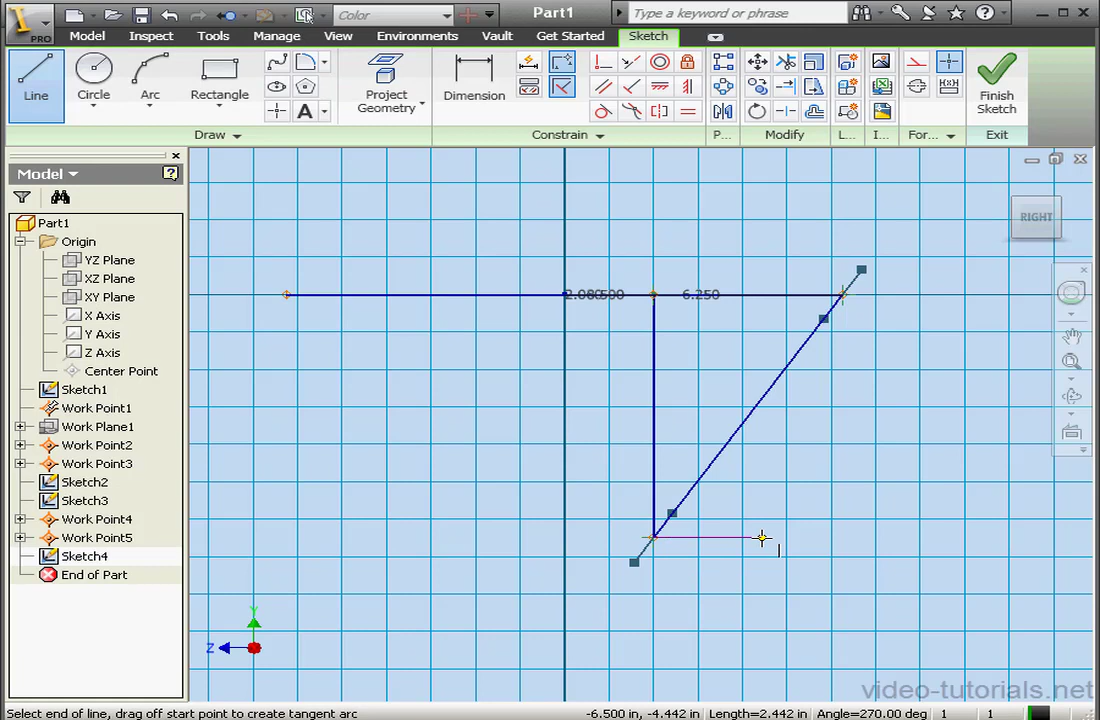 PRO
Color
Part1
Type a keyword or phrase
Model Inspect Tools Manage View Environments Vault Get Started Sketch
Line Circle Arc Rectangle Project Geometry Dimension Finish Sketch
Draw Constrain P... Modify L... I... For... Exit
Model
Part1
Origin
YZ Plane
XZ Plane
XY Plane
X Axis
Y Axis
Z Axis
Center Point
Sketch1
Work Point1
Work Plane1
Work Point2
Work Point3
Sketch2
Sketch3
Work Point4
Work Point5
Sketch4
End of Part
RIGHT
6.250
Y
Z
video-tutorials.net
Select end of line, drag off start point to create tangent arc -6.500 in, -4.442 in Length=2.442 in Angle=270.00 deg 1 1